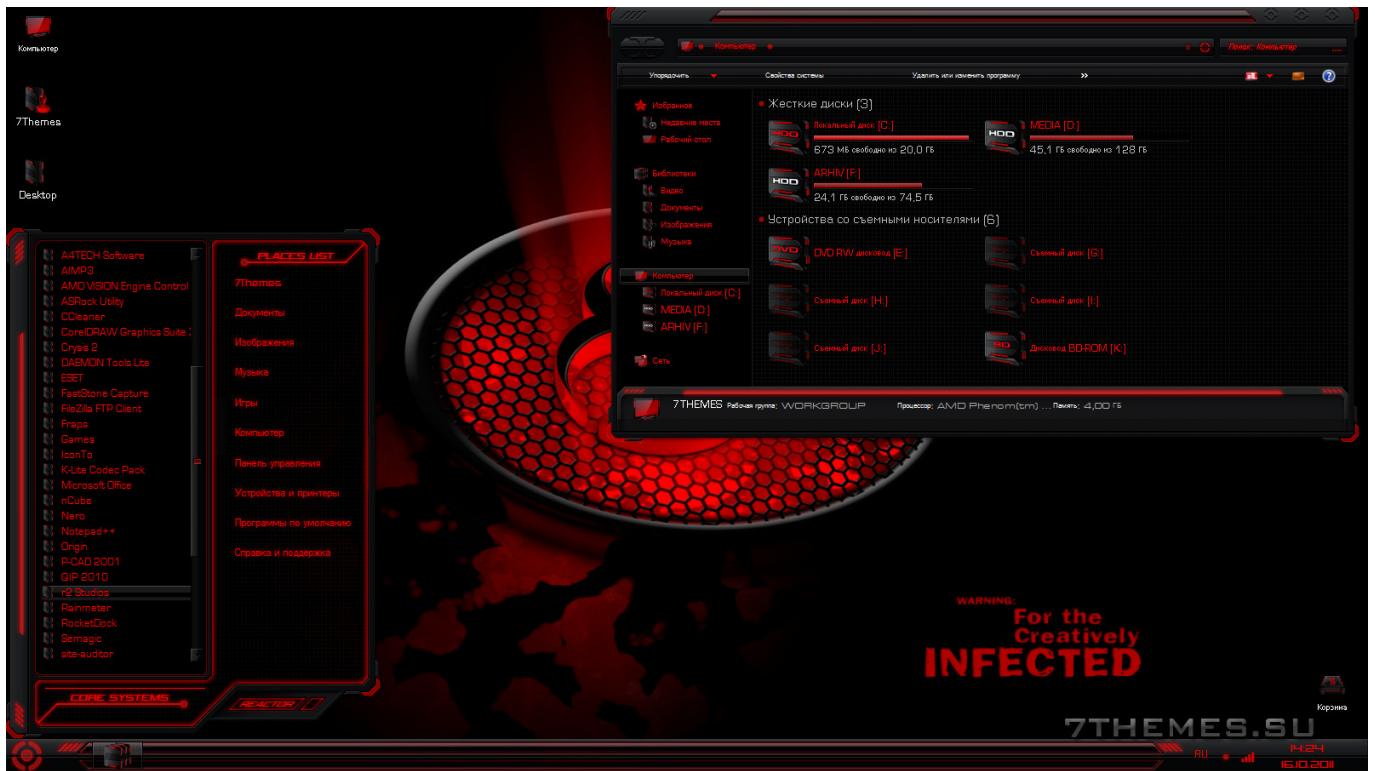 Компьютер
7Themes
Desktop
Компьютер
Поиск: Компьютер
Упорядочить
Свойства системы
Удалить или изменить программу
»
Избранное
Недавние места
Рабочий стол
Библиотеки
Видео
Документы
Изображения
Музыка
Компьютер
Локальный диск [C:]
MEDIA [D:]
ARHIV [F:]
Сеть
Жесткие диски (3)
HDD
Локальный диск [C:]
673 МБ свободно из 20,0 ГБ
HDD
MEDIA [D:]
45,1 ГБ свободно из 128 ГБ
HDD
ARHIV [F:]
24,1 ГБ свободно из 74,5 ГБ
Устройства со съемными носителями (6)
DVD
DVD RW дисковод [E:]
Съемный диск [G:]
Съемный диск [H:]
Съемный диск [I:]
Съемный диск [J:]
BD
Дисковод BD-ROM [K:]
7THEMES Рабочая группа: WORKGROUP Процессор: AMD Phenom(tm) ... Память: 4,00 ГБ
A4TECH Software
AIMP3
AMD VISION Engine Control
ASRock Utility
CCleaner
CorelDRAW Graphics Suite
Crysis 2
DAEMON Tools Lite
ESET
FastStone Capture
FileZilla FTP Client
Fraps
Games
IconTo
K-Lite Codec Pack
Microsoft Office
nCube
Nero
Notepad++
Origin
P-CAD 2001
QIP 2010
r2 Studios
Rainmeter
RocketDock
Semagic
site-auditor
CORE SYSTEMS
PLACES LIST
7Themes
Документы
Изображения
Музыка
Игры
Компьютер
Панель управления
Устройства и принтеры
Программы по умолчанию
Справка и поддержка
REACTOR
WARNING:
For the
Creatively
INFECTED
Корзина
7THEMES.SU
RU
14:24
16.10.2011